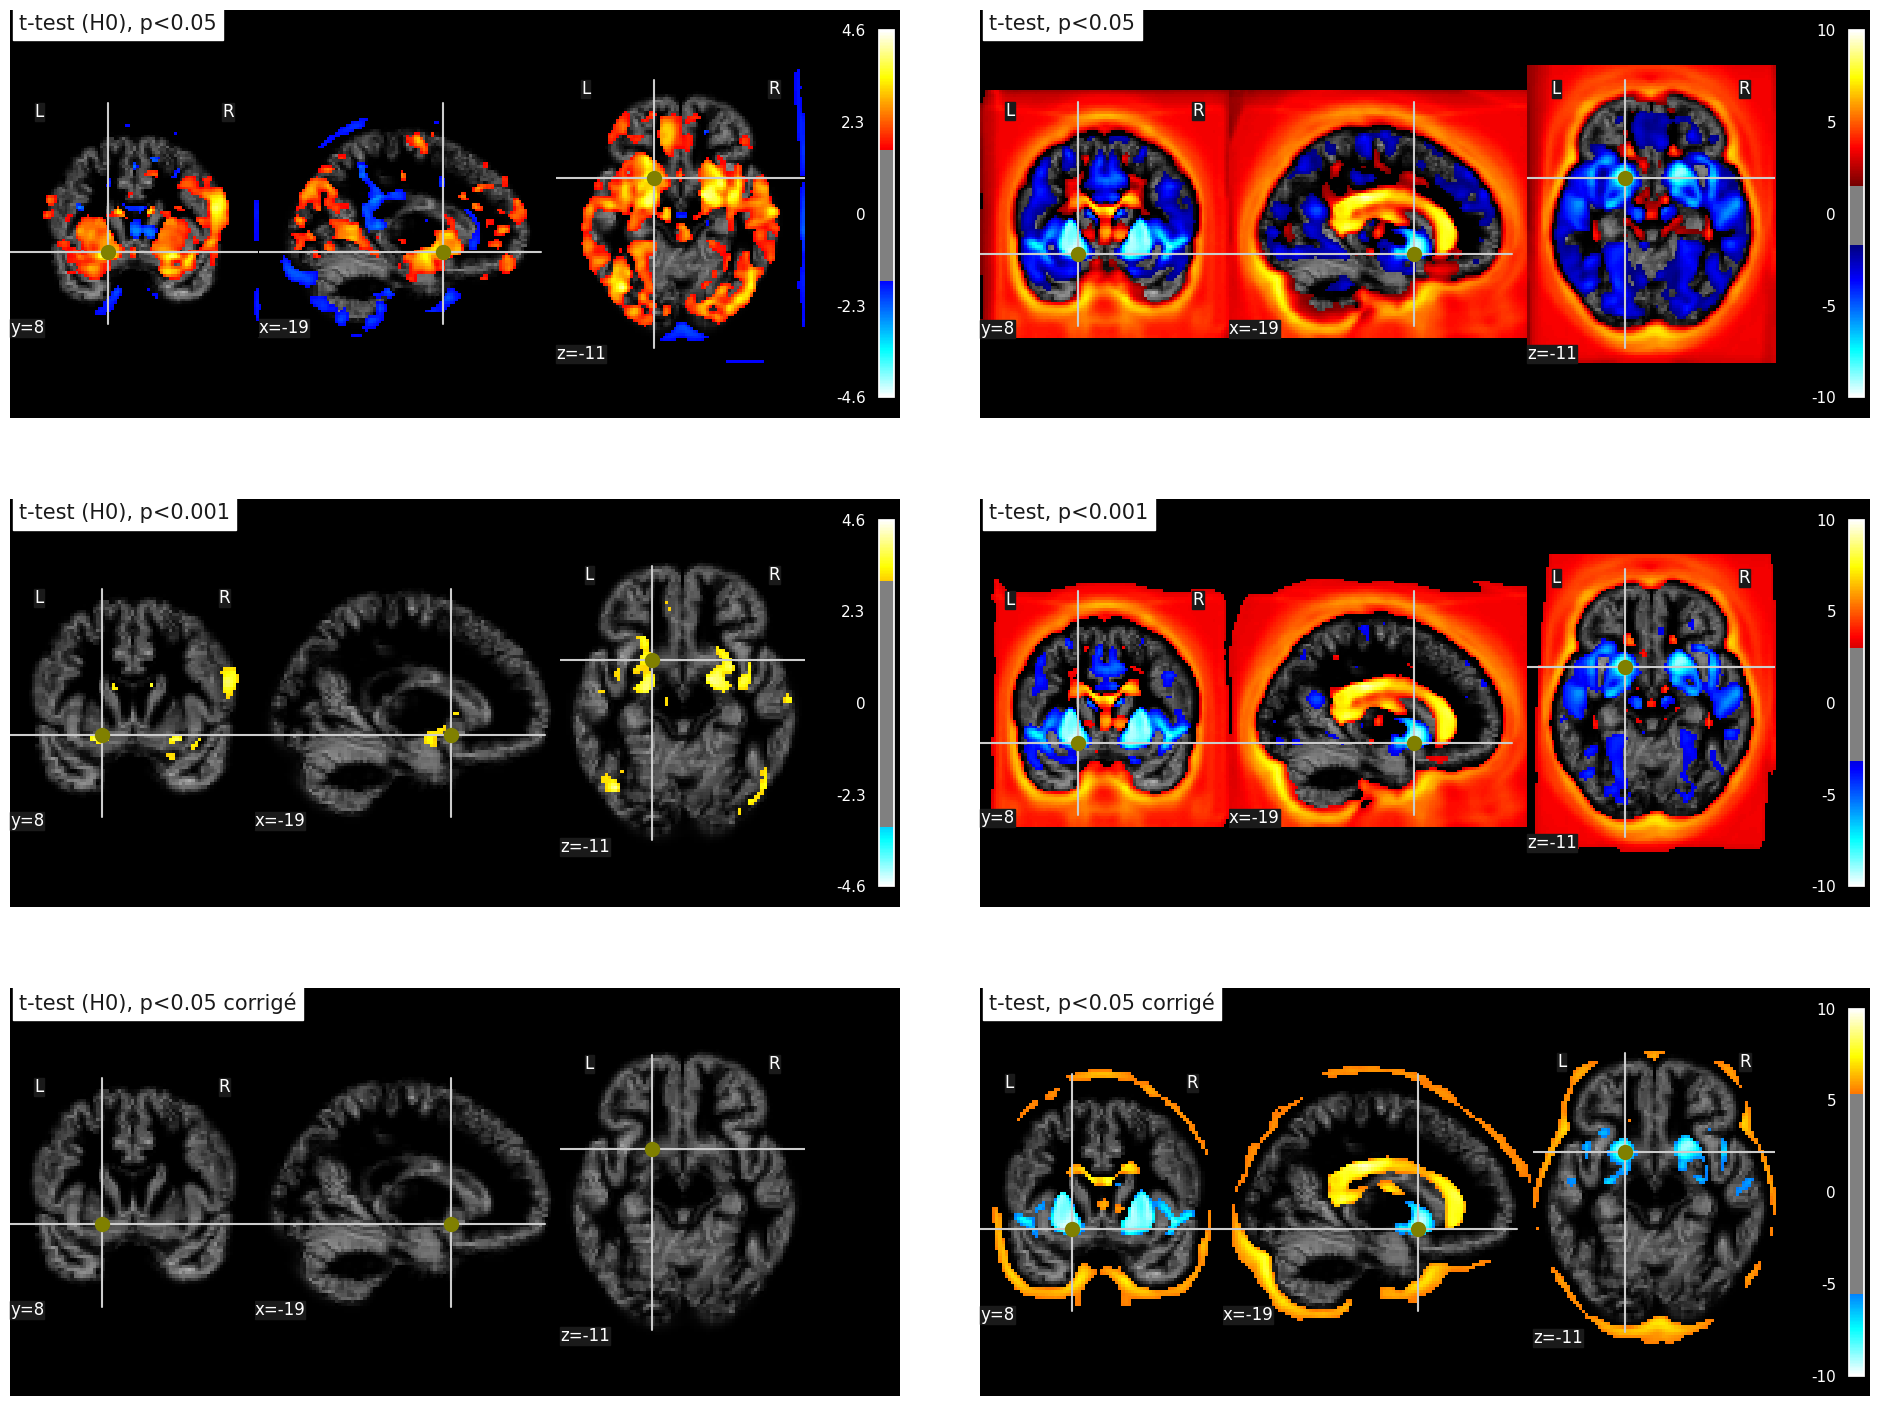 t-test (H0), p<0.05
L
R
L
R
y=8
x=-19
z=-11
4.6
2.3
0
-2.3
-4.6
t-test, p<0.05
L
R
L
R
y=8
x=-19
z=-11
10
5
0
-5
-10
t-test (H0), p<0.001
L
R
L
R
y=8
x=-19
z=-11
4.6
2.3
0
-2.3
-4.6
t-test, p<0.001
L
R
L
R
y=8
x=-19
z=-11
10
5
0
-5
-10
t-test (H0), p<0.05 corrigé
L
R
L
R
y=8
x=-19
z=-11
t-test, p<0.05 corrigé
L
R
L
R
y=8
x=-19
z=-11
10
5
0
-5
-10